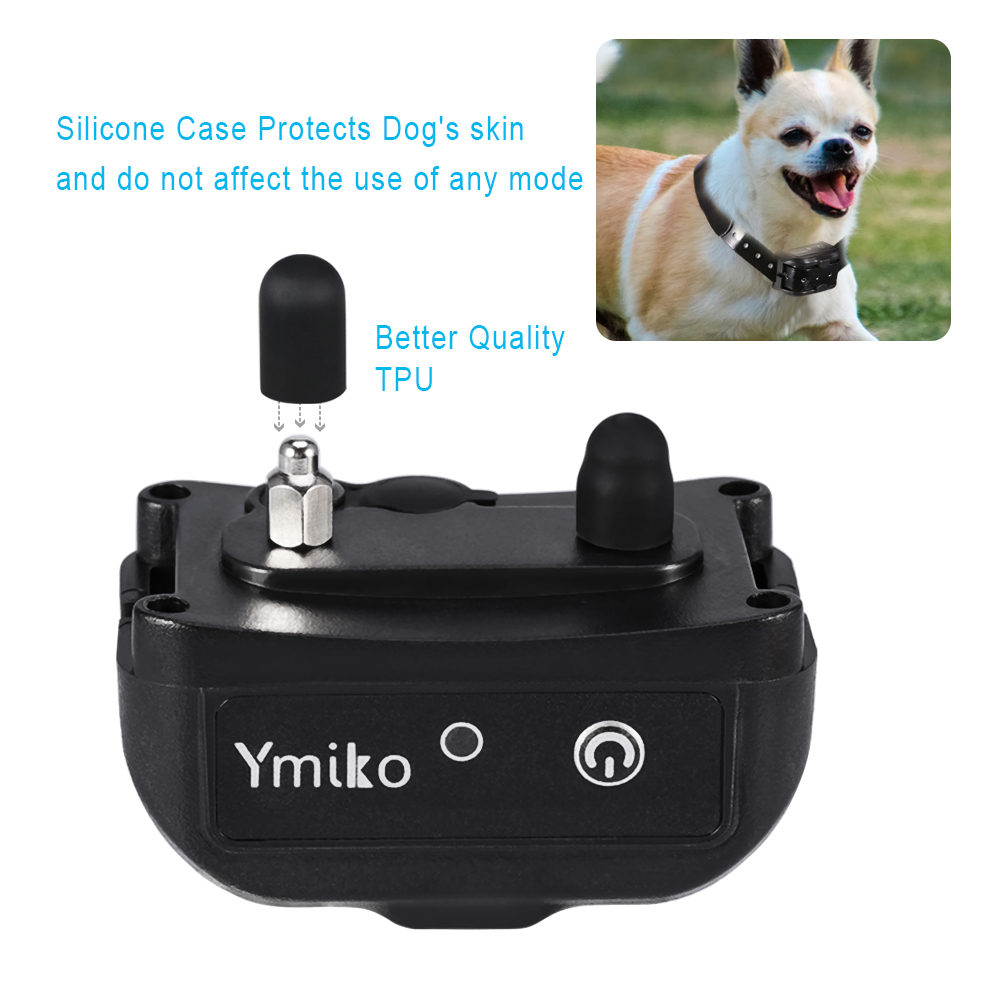 Silicone Case Protects Dog's skin
and do not affect the use of any mode
Better Quality
TPU
Ymiko